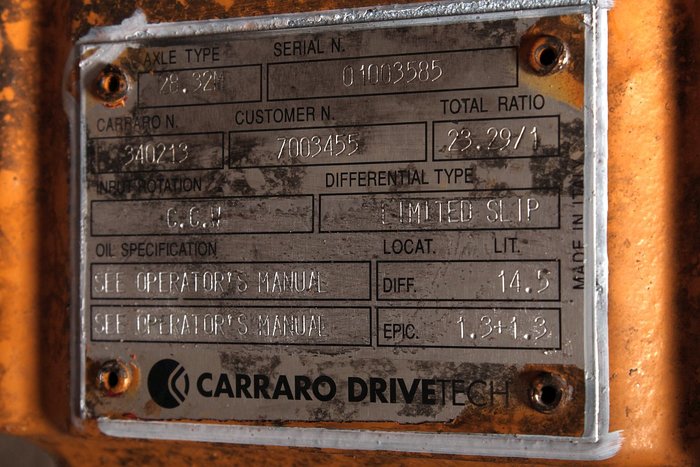 AXLE TYPE SERIAL N.
28.32M 01003585
CARRARO N. CUSTOMER N. TOTAL RATIO
340213 7003455 23.29/1
INPUT ROTATION DIFFERENTIAL TYPE
C.C.W LIMITED SLIP
OIL SPECIFICATION LOCAT. LIT.
SEE OPERATOR'S MANUAL DIFF. 14.5
SEE OPERATOR'S MANUAL EPIC. 1.3+1.3
MADE IN ITALY
CARRARO DRIVETECH